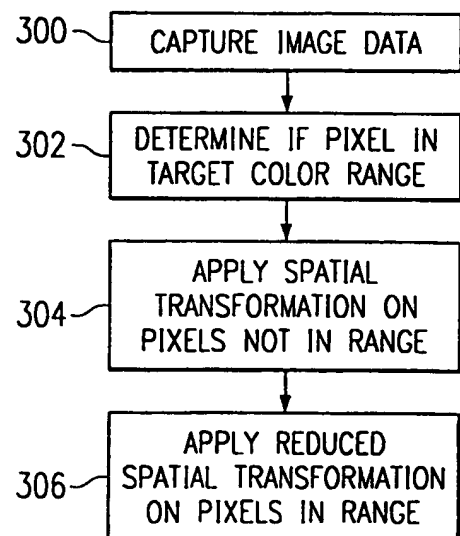 300
CAPTURE IMAGE DATA
302
DETERMINE IF PIXEL IN
TARGET COLOR RANGE
304
APPLY SPATIAL
TRANSFORMATION ON
PIXELS NOT IN RANGE
306
APPLY REDUCED
SPATIAL TRANSFORMATION
ON PIXELS IN RANGE